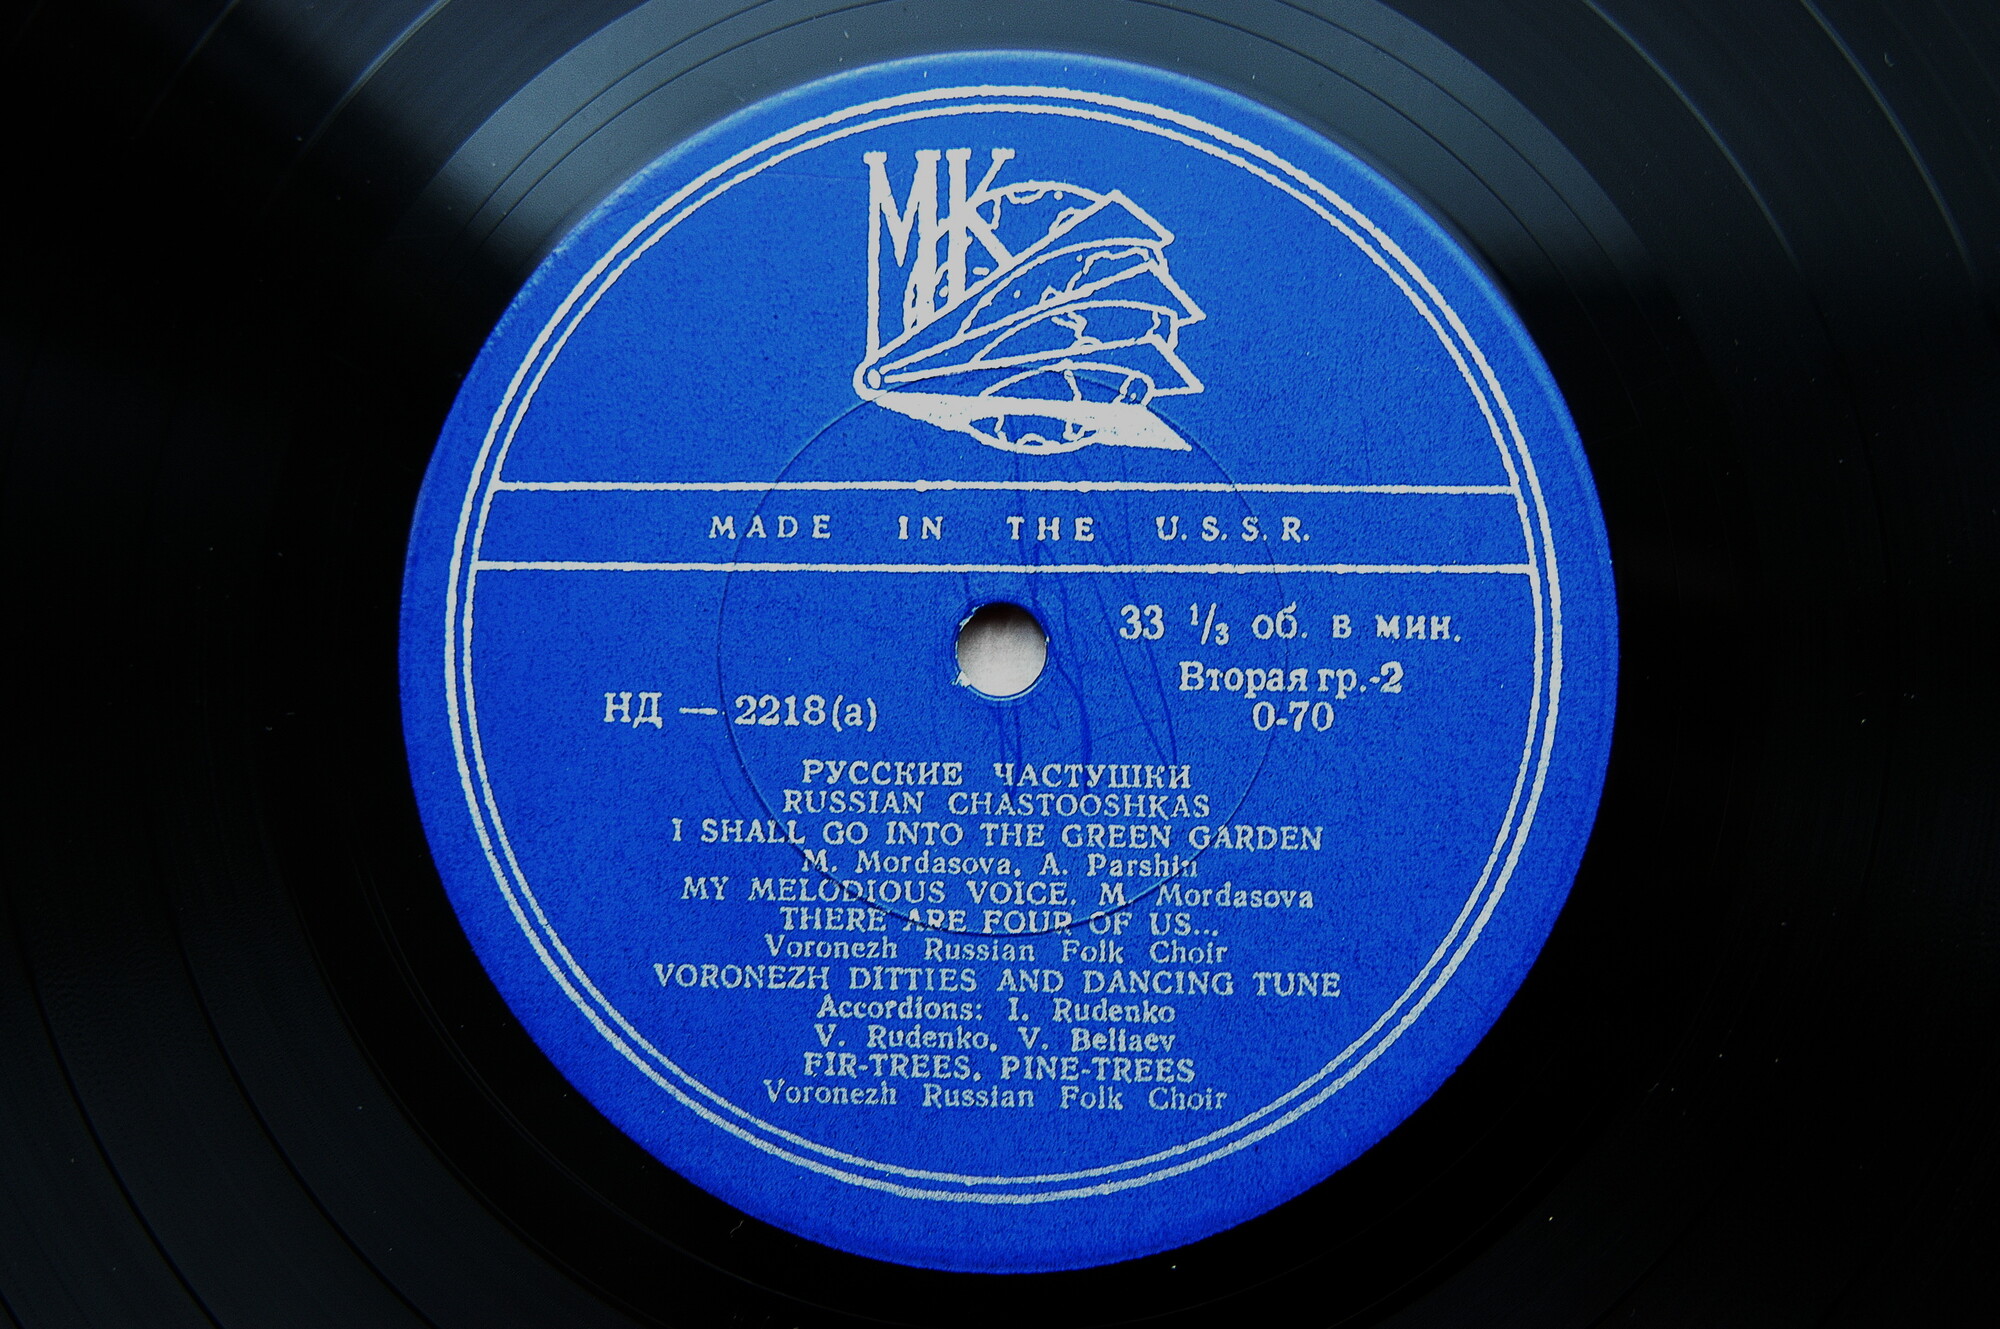 МК
MADE IN THE U.S.S.R.
33 1/3 об. в мин.
Вторая гр.-2
НД — 2218(а)
0-70
РУССКИЕ ЧАСТУШКИ
RUSSIAN CHASTOOSHKAS
I SHALL GO INTO THE GREEN GARDEN
M. Mordasova, A. Parshin
MY MELODIOUS VOICE. M. Mordasova
THERE ARE FOUR OF US...
Voronezh Russian Folk Choir
VORONEZH DITTIES AND DANCING TUNE
Accordions: I. Rudenko
V. Rudenko, V. Beliaev
FIR-TREES, PINE-TREES
Voronezh Russian Folk Choir